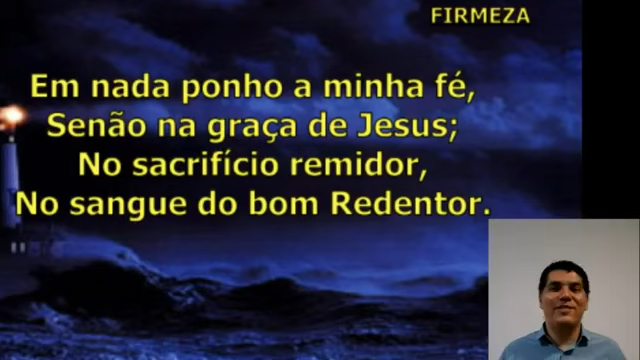 FIRMEZA
Em nada ponho a minha fé,
Senão na graça de Jesus;
No sacrifício remidor,
No sangue do bom Redentor.